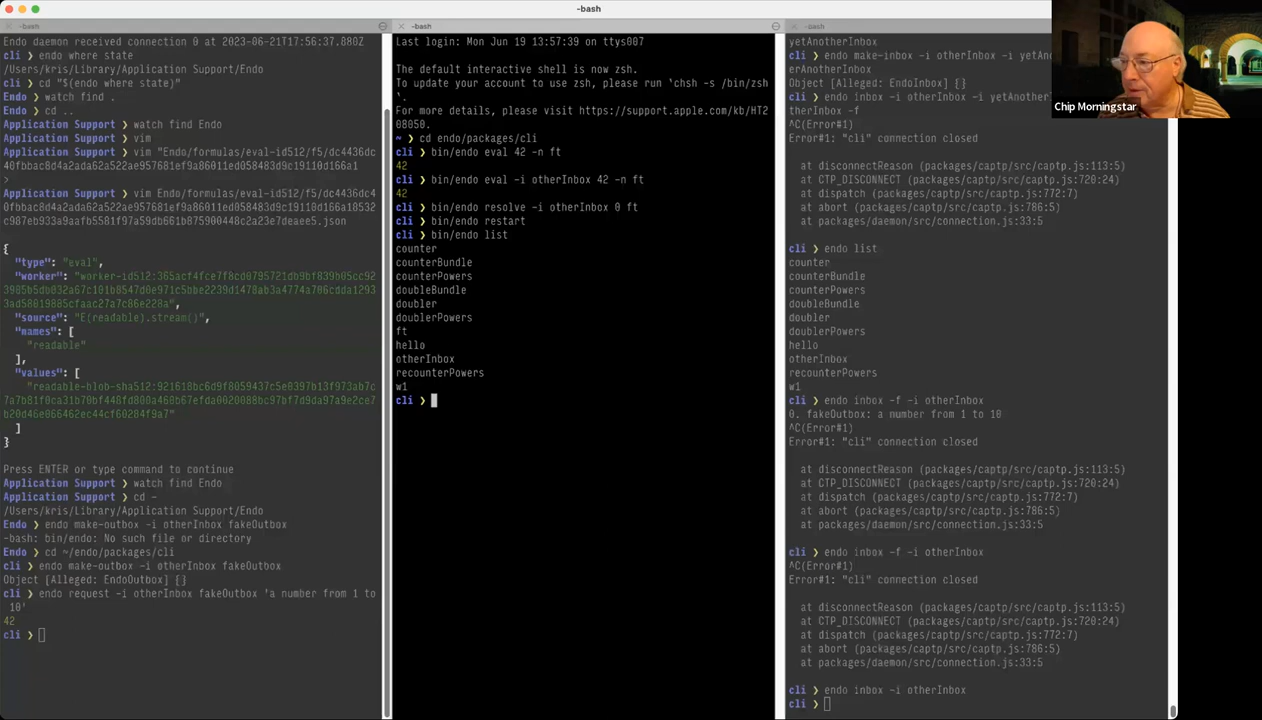 -bash
-bash
-bash
-bash
Endo daemon received connection 0 at 2023-06-21T17:56:37.880Z
cli ❯ endo where state
/Users/kris/Library/Application Support/Endo
cli ❯ cd "$(endo where state)"
Endo ❯ watch find .
Endo ❯ cd ..
Application Support ❯ watch find Endo
Application Support ❯ vim
Application Support ❯ vim "Endo/formulas/eval-id512/f5/dc4436dc
>
Application Support ❯ vim Endo/formulas/eval-id512/f5/dc4436dc4
{
"type": "eval",
"source": "E(readable).stream()",
"names": [
"readable"
],
"values": [
]
}
Press ENTER or type command to continue
Application Support ❯ watch find Endo
Application Support ❯ cd -
/Users/kris/Library/Application Support/Endo
Endo ❯ endo make-outbox -i otherInbox fakeOutbox
-bash: bin/endo: No such file or directory
Endo ❯ cd ~/endo/packages/cli
cli ❯ endo make-outbox -i otherInbox fakeOutbox
Object [Alleged: EndoOutbox] {}
cli ❯ endo request -i otherInbox fakeOutbox 'a number from 1 to
10'
42
cli ❯
Last login: Mon Jun 19 13:57:39 on ttys007
The default interactive shell is now zsh.
To update your account to use zsh, please run `chsh -s /bin/zsh
`.
For more details, please visit https://support.apple.com/kb/HT2
08050.
~ ❯ cd endo/packages/cli
cli ❯ bin/endo eval 42 -n ft
42
cli ❯ bin/endo eval -i otherInbox 42 -n ft
42
cli ❯ bin/endo resolve -i otherInbox 0 ft
cli ❯ bin/endo restart
cli ❯ bin/endo list
counter
counterBundle
counterPowers
doubleBundle
doubler
doublerPowers
ft
hello
otherInbox
recounterPowers
w1
cli ❯
yetAnotherInbox
cli ❯ endo make-inbox -i otherInbox -i yetAnoth
erAnotherInbox
Object [Alleged: EndoInbox] {}
cli ❯ endo inbox -i otherInbox -i yetAnother
therInbox -f
^C(Error#1)
Error#1: "cli" connection closed
at disconnectReason (packages/captp/src/captp.js:113:5)
at CTP_DISCONNECT (packages/captp/src/captp.js:720:24)
at dispatch (packages/captp/src/captp.js:772:7)
at abort (packages/captp/src/captp.js:786:5)
at packages/daemon/src/connection.js:33:5
cli ❯ endo list
counter
counterBundle
counterPowers
doubleBundle
doubler
doublerPowers
hello
otherInbox
recounterPowers
w1
cli ❯ endo inbox -f -i otherInbox
0. fakeOutbox: a number from 1 to 10
^C(Error#1)
Error#1: "cli" connection closed
at disconnectReason (packages/captp/src/captp.js:113:5)
at CTP_DISCONNECT (packages/captp/src/captp.js:720:24)
at dispatch (packages/captp/src/captp.js:772:7)
at abort (packages/captp/src/captp.js:786:5)
at packages/daemon/src/connection.js:33:5
cli ❯ endo inbox -f -i otherInbox
^C(Error#1)
Error#1: "cli" connection closed
at disconnectReason (packages/captp/src/captp.js:113:5)
at CTP_DISCONNECT (packages/captp/src/captp.js:720:24)
at dispatch (packages/captp/src/captp.js:772:7)
at abort (packages/captp/src/captp.js:786:5)
at packages/daemon/src/connection.js:33:5
cli ❯ endo inbox -i otherInbox
cli ❯
Chip Morningstar